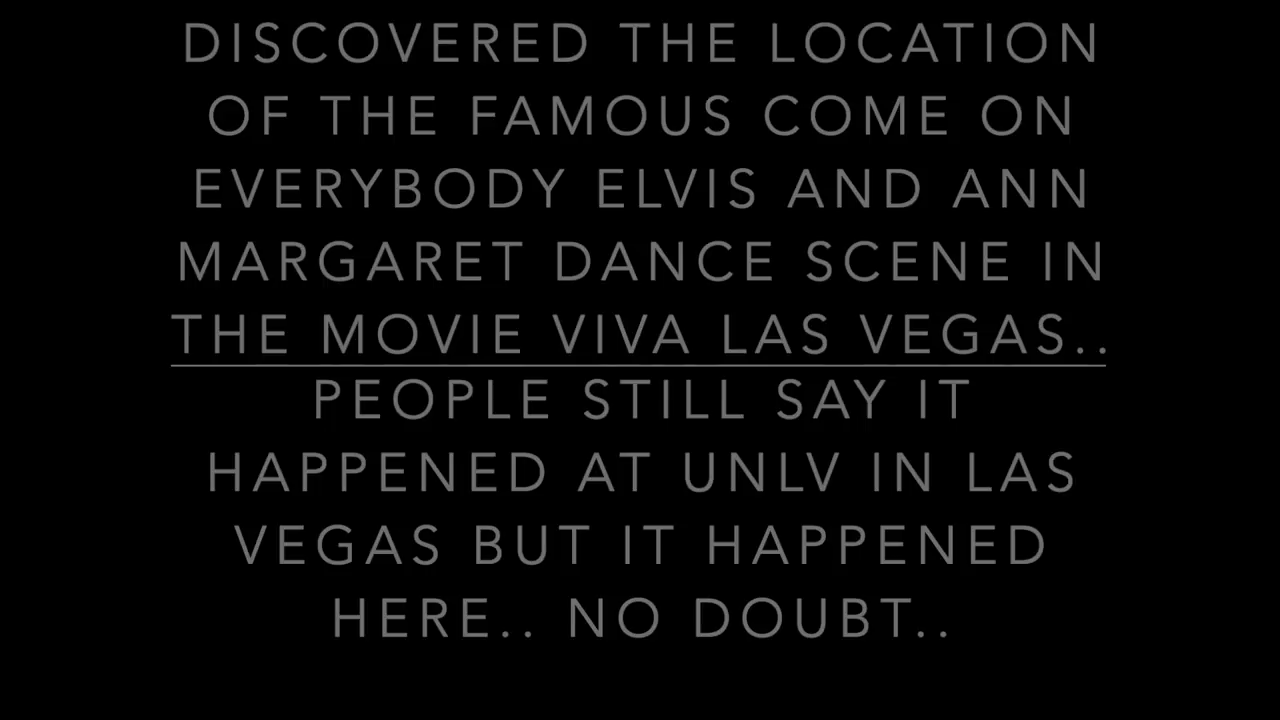 DISCOVERED THE LOCATION
OF THE FAMOUS COME ON
EVERYBODY ELVIS AND ANN
MARGARET DANCE SCENE IN
THE MOVIE VIVA LAS VEGAS..
PEOPLE STILL SAY IT
HAPPENED AT UNLV IN LAS
VEGAS BUT IT HAPPENED
HERE.. NO DOUBT..